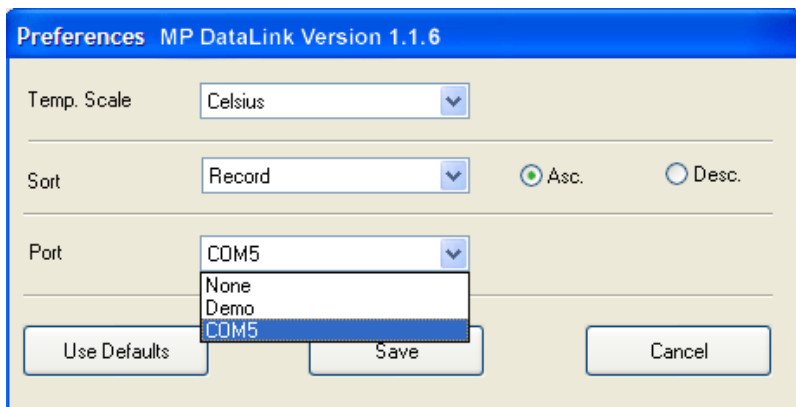 Preferences MP DataLink Version 1.1.6
Temp. Scale Celsius
Sort Record Asc. Desc.
Port COM5
None
Demo
COM5
Use Defaults Save Cancel